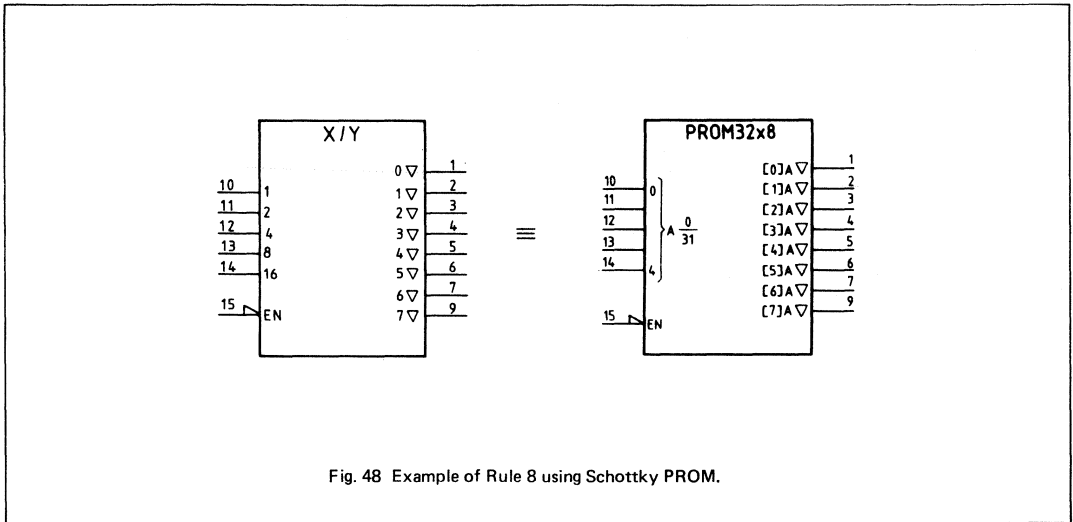 X/Y
10 1
11 2
12 4
13 8
14 16
15 EN
0 ▽ 1
1 ▽ 2
2 ▽ 3
3 ▽ 4
4 ▽ 5
5 ▽ 6
6 ▽ 7
7 ▽ 9
≡
PROM32x8
10 0
11
12
13
14 4
A 0/31
15 EN
[0]A ▽ 1
[1]A ▽ 2
[2]A ▽ 3
[3]A ▽ 4
[4]A ▽ 5
[5]A ▽ 6
[6]A ▽ 7
[7]A ▽ 9
Fig. 48 Example of Rule 8 using Schottky PROM.